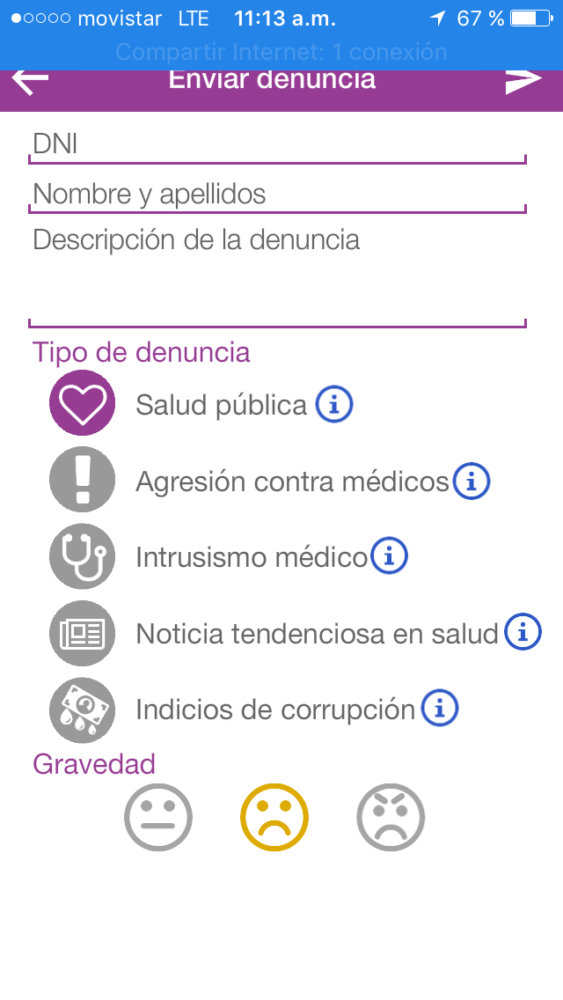 movistar LTE 11:13 a.m. 67 %
Compartir Internet: 1 conexión
Enviar denuncia
DNI
Nombre y apellidos
Descripción de la denuncia
Tipo de denuncia
Salud pública
Agresión contra médicos
Intrusismo médico
Noticia tendenciosa en salud
Indicios de corrupción
Gravedad